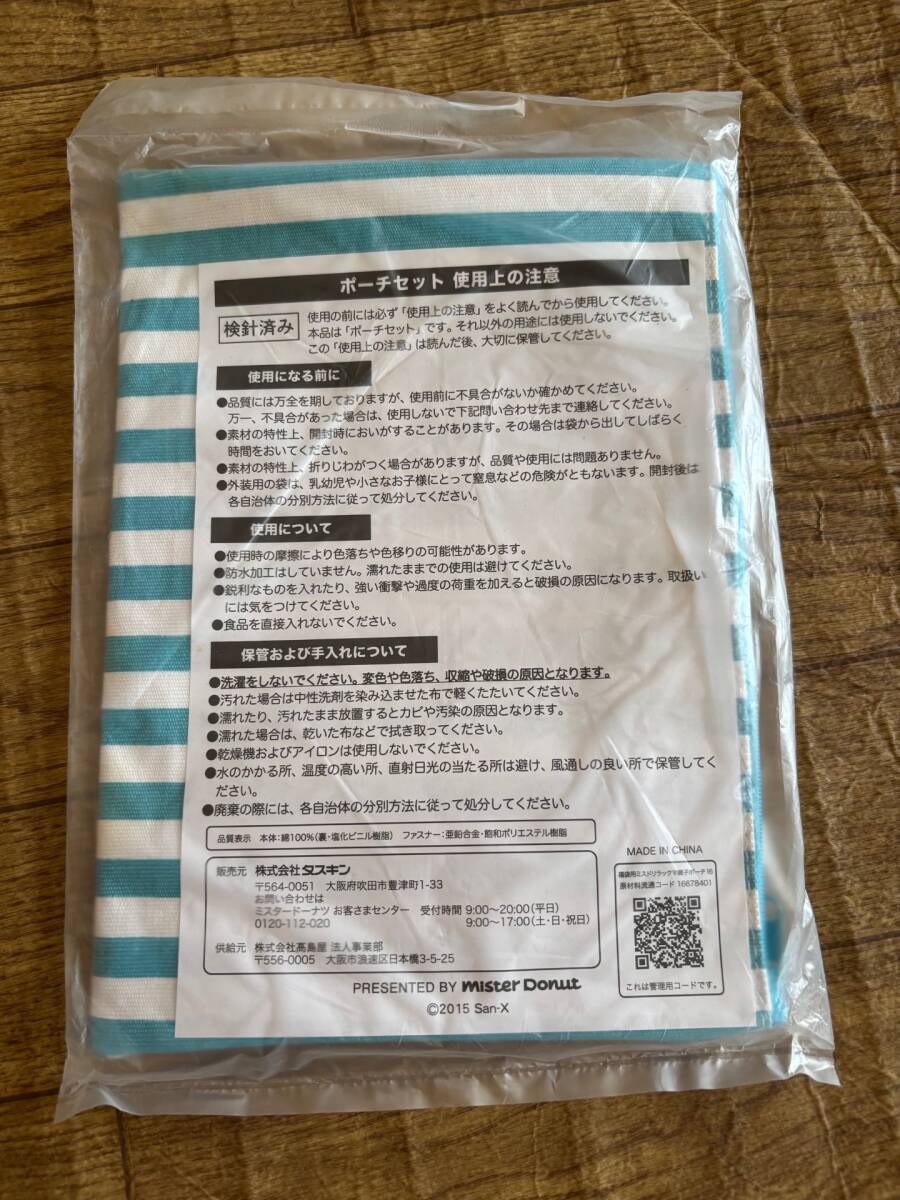 ポーチセット 使用上の注意
検針済み
使用の前には必ず「使用上の注意」をよく読んでから使用してください。
本品は「ポーチセット」です。それ以外の用途には使用しないでください。
この「使用上の注意」は読んだ後、大切に保管してください。
使用になる前に
●品質には万全を期しておりますが、使用前に不具合がないか確かめてください。
万一、不具合があった場合は、使用しないで下記問い合わせ先まで連絡してください。
●素材の特性上、開封時においがすることがあります。その場合は袋から出してしばらく
時間をおいてください。
●素材の特性上、折りじわがつく場合がありますが、品質や使用には問題ありません。
●外装用の袋は、乳幼児や小さなお子様にとって窒息などの危険がともないます。開封後は
各自治体の分別方法に従って処分してください。
使用について
●使用時の摩擦により色落ちや色移りの可能性があります。
●防水加工はしていません。濡れたままでの使用は避けてください。
●鋭利なものを入れたり、強い衝撃や過度の荷重を加えると破損の原因になります。取扱い
には気をつけてください。
●食品を直接入れないでください。
保管および手入れについて
●洗濯をしないでください。変色や色落ち、収縮や破損の原因となります。
●汚れた場合は中性洗剤を染み込ませた布で軽くたたいてください。
●濡れたり、汚れたまま放置するとカビや汚染の原因となります。
●濡れた場合は、乾いた布などで拭き取ってください。
●乾燥機およびアイロンは使用しないでください。
●水のかかる所、温度の高い所、直射日光の当たる所は避け、風通しの良い所で保管してく
ださい。
●廃棄の際には、各自治体の分別方法に従って処分してください。
品質表示 本体:綿100%(裏・塩化ビニル樹脂) ファスナー:亜鉛合金・飽和ポリエステル樹脂
販売元 株式会社ダスキン
〒564-0051 大阪府吹田市豊津町1-33
お問い合わせは
ミスタードーナツ お客さまセンター 受付時間 9:00〜20:00(平日)
0120-112-020 9:00〜17:00(土・日・祝日)
供給元 株式会社髙島屋 法人事業部
〒556-0005 大阪市浪速区日本橋3-5-25
MADE IN CHINA
原材料流通コード 16678401
これは管理用コードです。
PRESENTED BY mister Donut
©2015 San-X